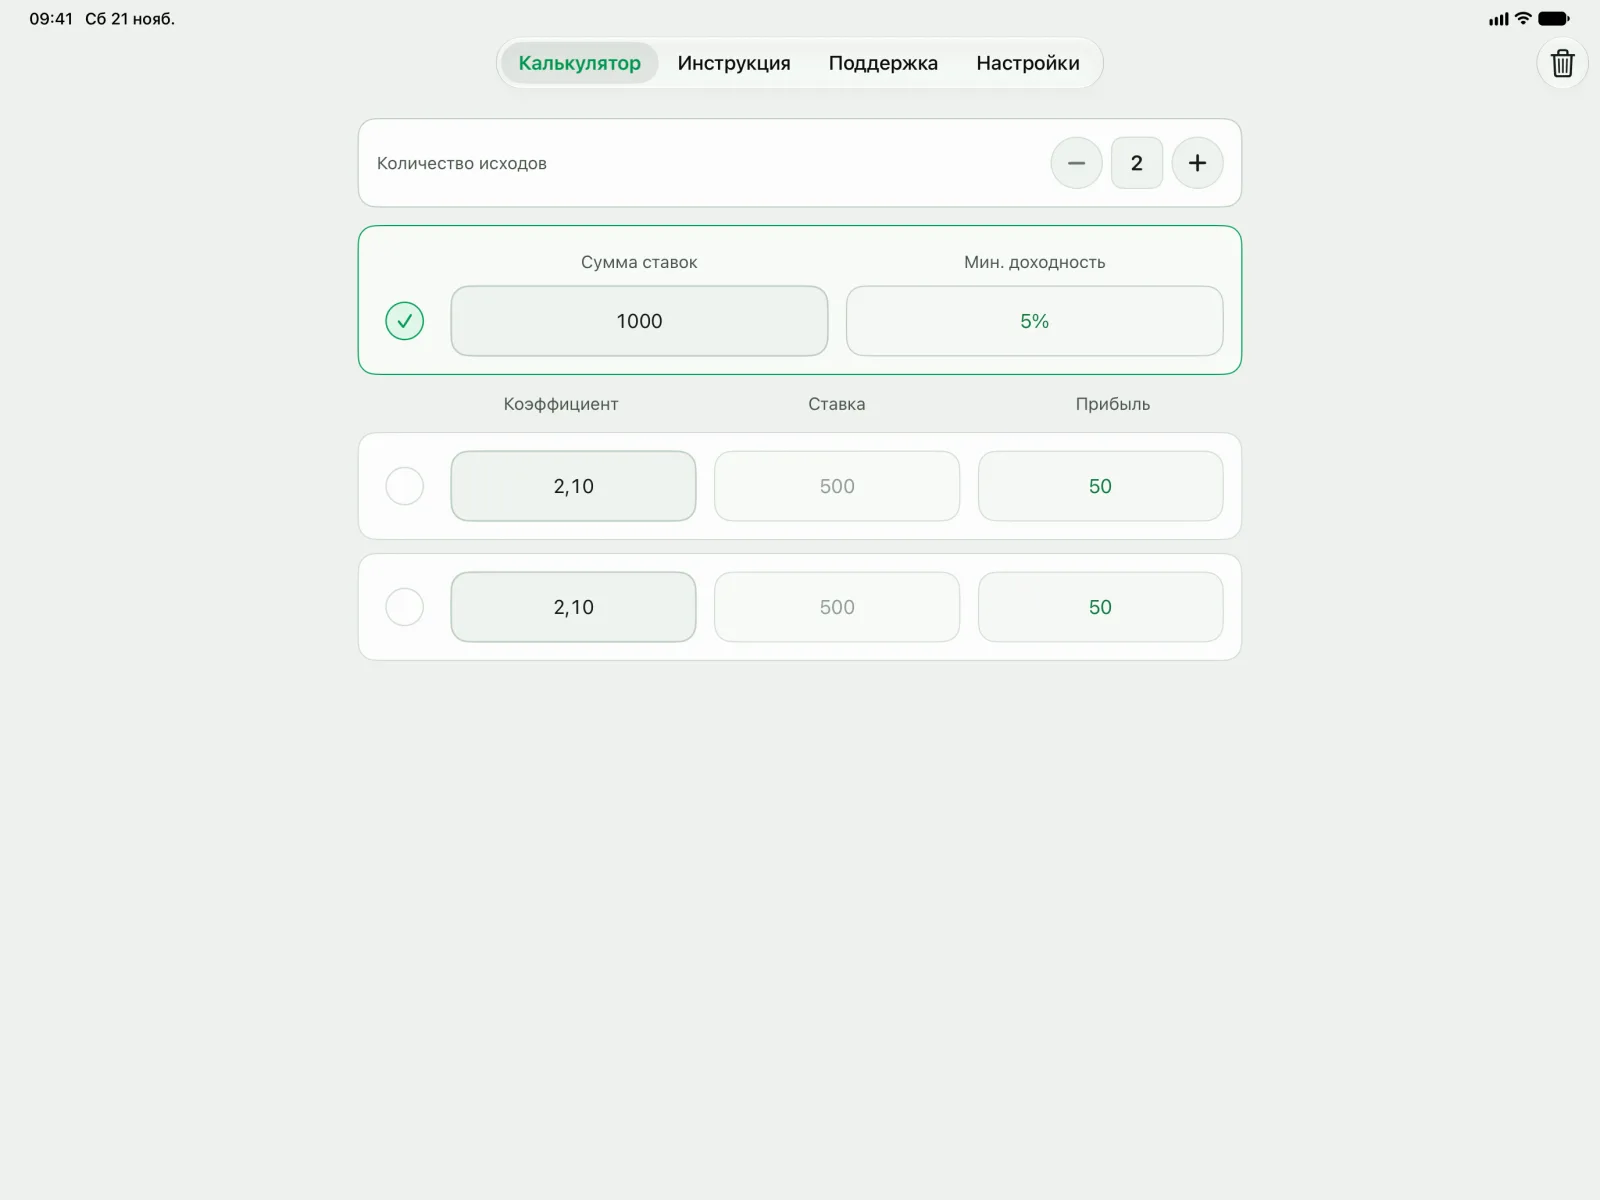 09:41 Сб 21 нояб.
Калькулятор Инструкция Поддержка Настройки
Количество исходов 2
Сумма ставок Мин. доходность
1000 5%
Коэффициент Ставка Прибыль
2,10 500 50
2,10 500 50